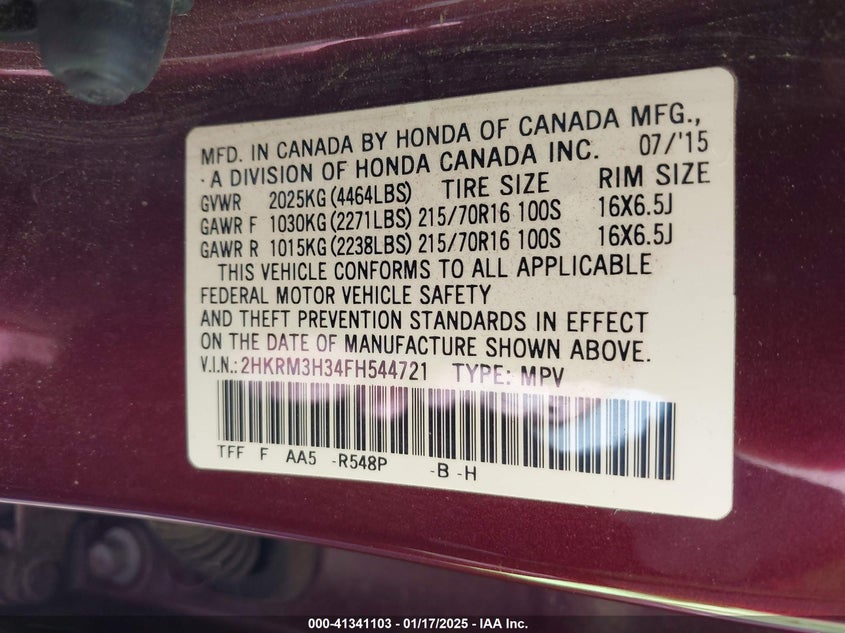 MFD. IN CANADA BY HONDA OF CANADA MFG.,
- A DIVISION OF HONDA CANADA INC. 07/'15
GVWR 2025KG (4464LBS) TIRE SIZE RIM SIZE
GAWR F 1030KG (2271LBS) 215/70R16 100S 16X6.5J
GAWR R 1015KG (2238LBS) 215/70R16 100S 16X6.5J
THIS VEHICLE CONFORMS TO ALL APPLICABLE
FEDERAL MOTOR VEHICLE SAFETY
AND THEFT PREVENTION STANDARDS IN EFFECT
ON THE DATE OF MANUFACTURE SHOWN ABOVE.
V.I.N.: 2HKRM3H34FH544721 TYPE: MPV
TFF F AA5 -R548P -B -H
000-41341103 - 01/17/2025 - IAA Inc.